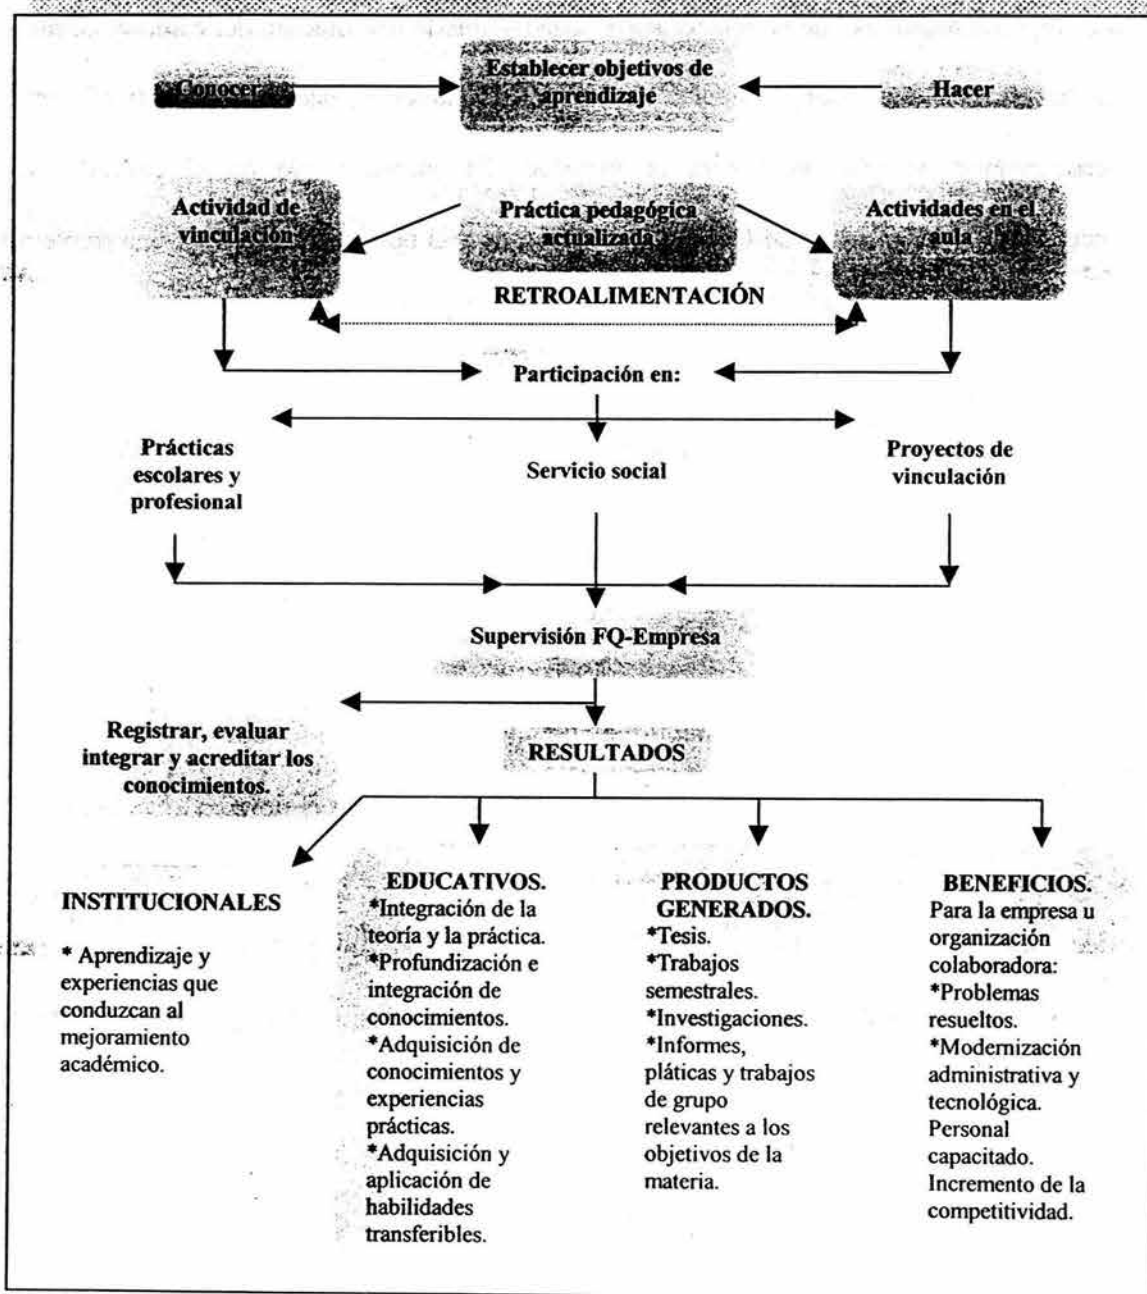 Conocer
Establecer objetivos de
aprendizaje
Hacer
Actividad de
vinculación
Práctica pedagógica
actualizada
Actividades en el
aula
RETROALIMENTACIÓN
Participación en:
Prácticas
escolares y
profesional
Servicio social
Proyectos de
vinculación
Supervisión FQ-Empresa
Registrar, evaluar
integrar y acreditar los
conocimientos.
RESULTADOS
INSTITUCIONALES
* Aprendizaje y
experiencias que
conduzcan al
mejoramiento
académico.
EDUCATIVOS.
*Integración de la
teoría y la práctica.
*Profundización e
integración de
conocimientos.
*Adquisición de
conocimientos y
experiencias
prácticas.
*Adquisición y
aplicación de
habilidades
transferibles.
PRODUCTOS
GENERADOS.
*Tesis.
*Trabajos
semestrales.
*Investigaciones.
*Informes,
pláticas y trabajos
de grupo
relevantes a los
objetivos de la
materia.
BENEFICIOS.
Para la empresa u
organización
colaboradora:
*Problemas
resueltos.
*Modernización
administrativa y
tecnológica.
Personal
capacitado.
Incremento de la
competitividad.